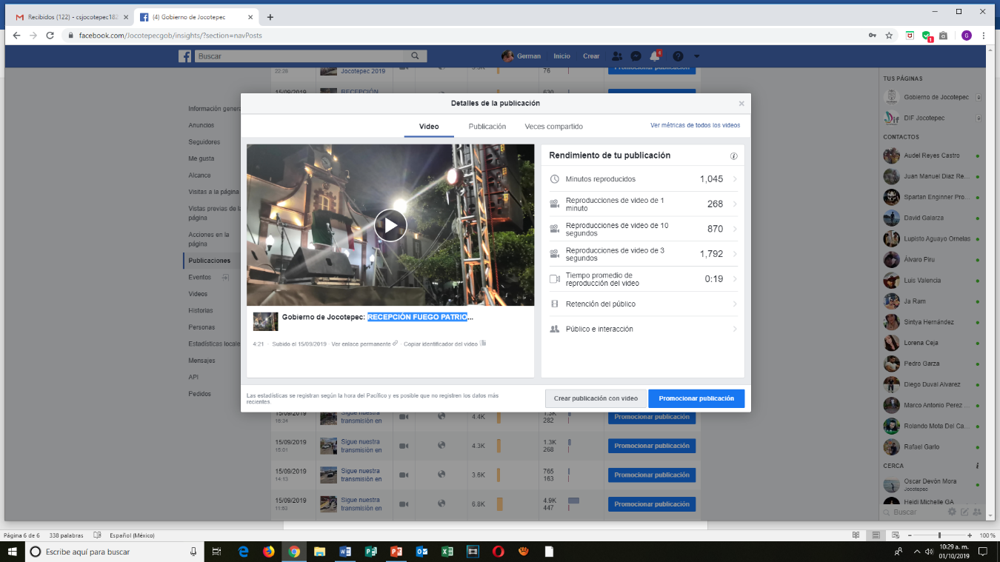 Recibidos (122) - csjocotepec182
(4) Gobierno de Jocotepec
facebook.com/Jocotepecgob/insights/?section=navPosts
Buscar
German
Inicio
Crear
4
22:28
Jocotepec 2019
76
Promocionar publicación
15/09/2019
RECEPCIÓN
630
Información genera
Anuncios
Seguidores
Me gusta
Alcance
Visitas a la página
Vistas previas de la
página
Acciones en la
página
Publicaciones
Eventos
Videos
Historias
Personas
Estadísticas locale
Mensajes
API
Pedidos
Detalles de la publicación
Video
Publicación
Veces compartido
Ver métricas de todos los videos
Gobierno de Jocotepec: RECEPCIÓN FUEGO PATRIO...
4:21 · Subido el 15/09/2019 · Ver enlace permanente · Copiar identificador del video
Rendimiento de tu publicación
Minutos reproducidos 1,045
Reproducciones de video de 1
minuto 268
Reproducciones de video de 10
segundos 870
Reproducciones de video de 3
segundos 1,792
Tiempo promedio de
reproducción del video 0:19
Retención del público
Público e interacción
Las estadísticas se registran según la hora del Pacífico y es posible que no registren los datos más
recientes.
Crear publicación con video
Promocionar publicación
15/09/2019
16:34
Sigue nuestra
transmisión en
4.4K
1.3K
282
Promocionar publicación
15/09/2019
15:01
Sigue nuestra
transmisión en
4.3K
1.3K
268
Promocionar publicación
15/09/2019
14:13
Sigue nuestra
transmisión en
3.6K
765
163
Promocionar publicación
15/09/2019
11:53
Sigue nuestra
transmisión en
6.8K
4.9K
447
Promocionar publicación
TUS PÁGINAS
Gobierno de Jocotepec
DIF Jocotepec
CONTACTOS
Audel Reyes Castro
Juan Manuel Diaz Re...
Spartan Enginner Pro...
David Galarza
Lupisto Aguayo Ornelas
Álvaro Piru
Luis Valencia
Ja Ram
Sintya Hernández
Lorena Ceja
Pedro Garza
Diego Duval Alvarez
Marco Antonio Perez ...
Rolando Mota Del Ca...
Rafael Garlo
CERCA
Oscar Devón Mora
Jocotepec
Heidi Michelle GA
Buscar
Página 6 de 6
338 palabras
Español (México)
100 %
Escribe aquí para buscar
10:29 a. m.
01/10/2019